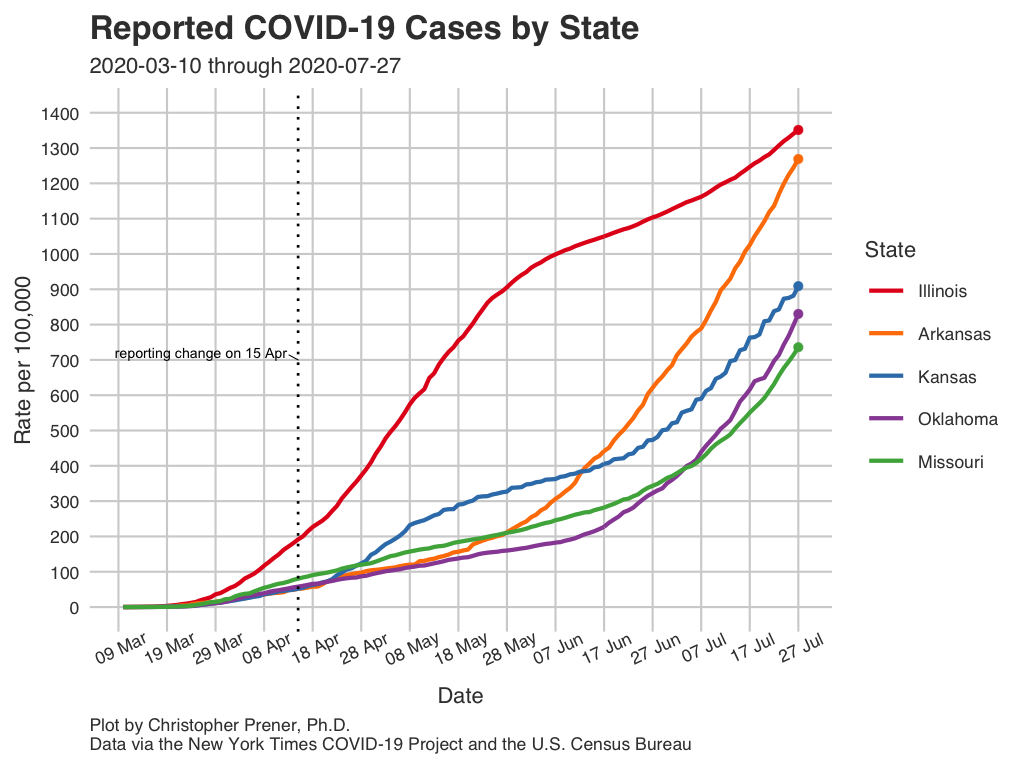 Reported COVID-19 Cases by State
2020-03-10 through 2020-07-27
Rate per 100,000
1400
1300
1200
1100
1000
900
800
700
600
500
400
300
200
100
0
reporting change on 15 Apr
09 Mar
19 Mar
29 Mar
08 Apr
18 Apr
28 Apr
08 May
18 May
28 May
07 Jun
17 Jun
27 Jun
07 Jul
17 Jul
27 Jul
Date
State
Illinois
Arkansas
Kansas
Oklahoma
Missouri
Plot by Christopher Prener, Ph.D.
Data via the New York Times COVID-19 Project and the U.S. Census Bureau